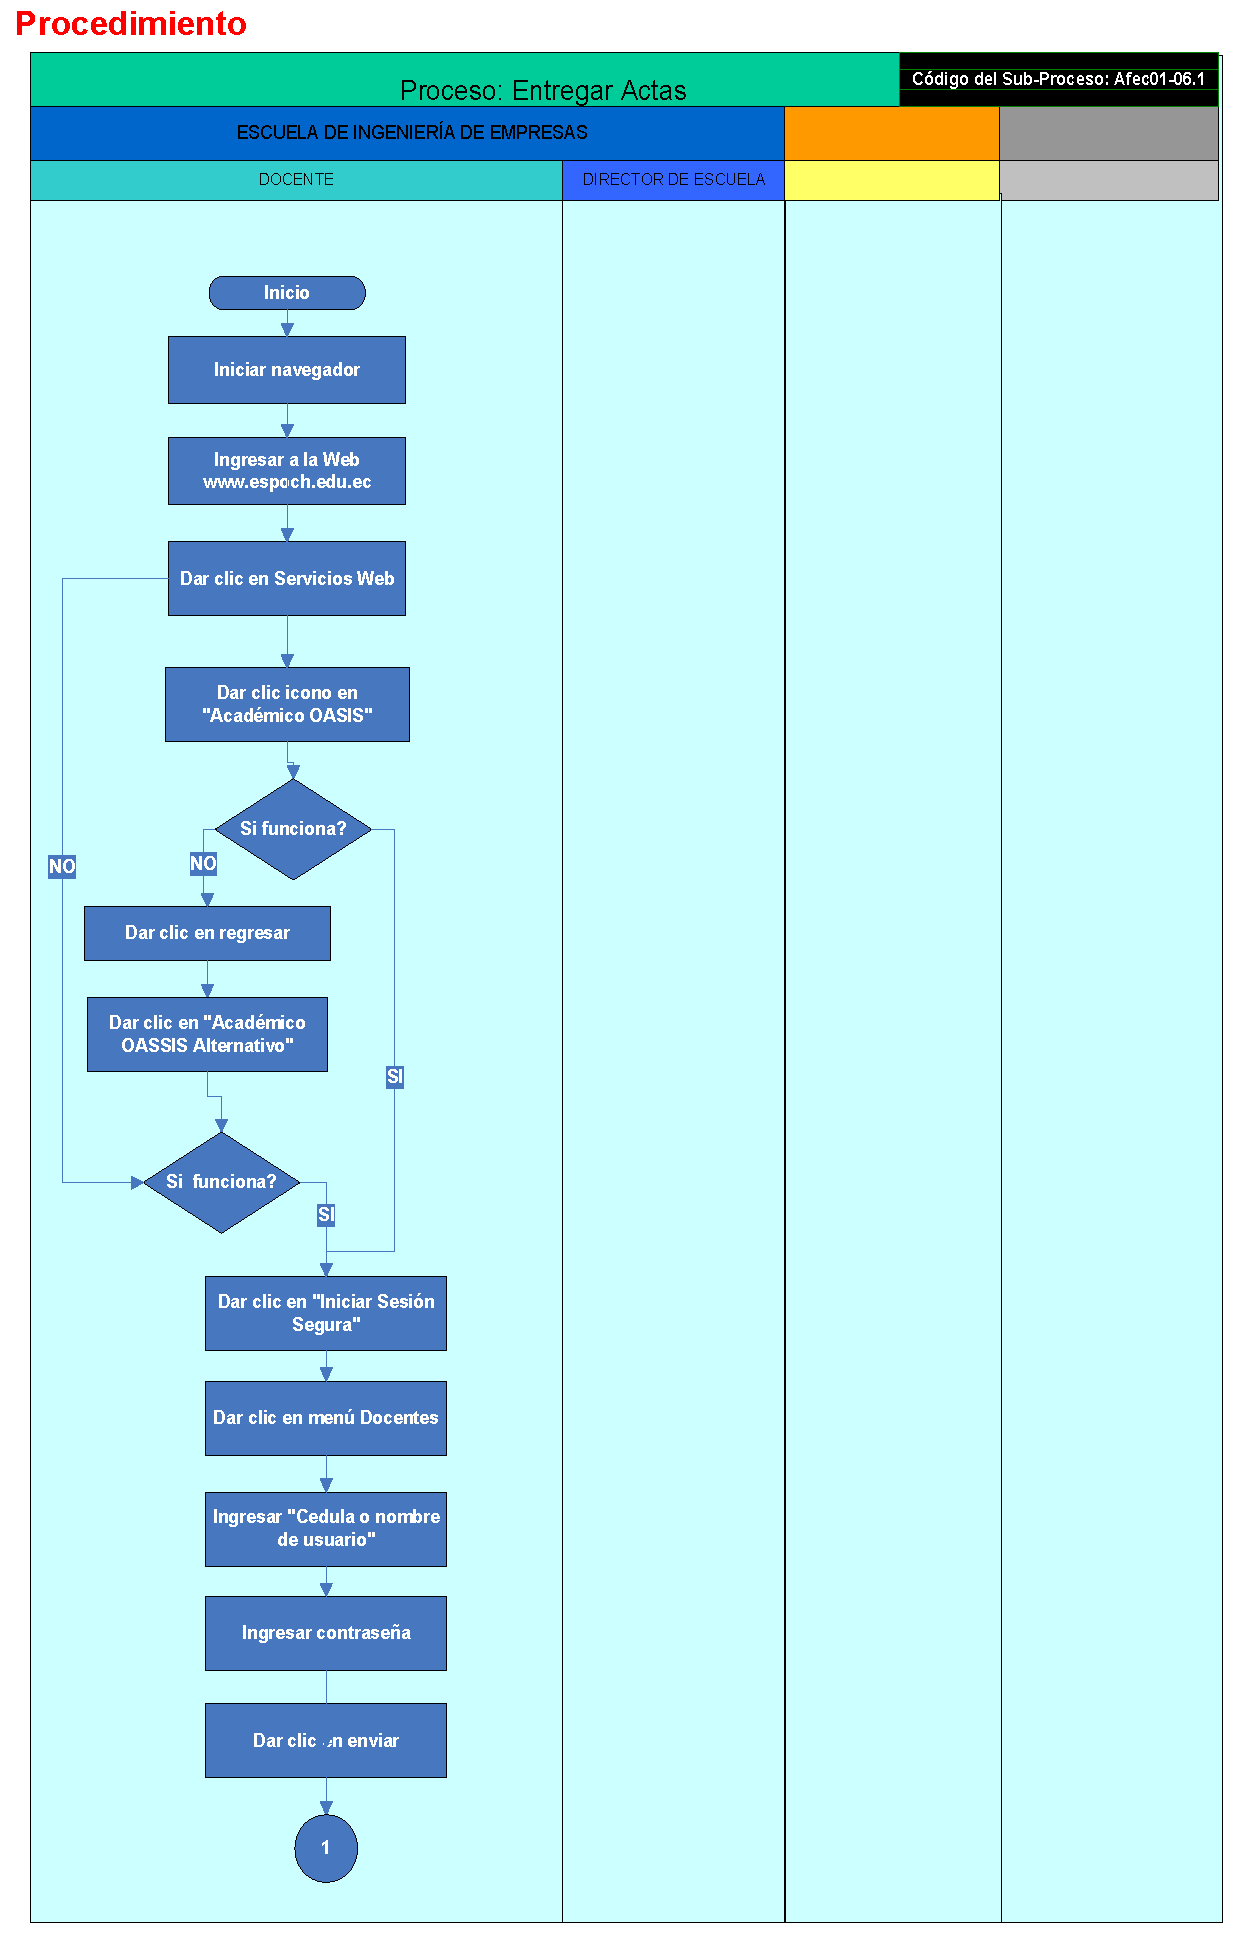 Procedimiento
Proceso: Entregar Actas
Código del Sub-Proceso: Afec01-06.1
ESCUELA DE INGENIERÍA DE EMPRESAS
DOCENTE
DIRECTOR DE ESCUELA
Inicio
Iniciar navegador
Ingresar a la Web
www.espoch.edu.ec
Dar clic en Servicios Web
Dar clic icono en
"Académico OASIS"
Si funciona?
NO
NO
Dar clic en regresar
Dar clic en "Académico
OASSIS Alternativo"
SI
Si funciona?
SI
Dar clic en "Iniciar Sesión
Segura"
Dar clic en menú Docentes
Ingresar "Cedula o nombre
de usuario"
Ingresar contraseña
Dar clic en enviar
1